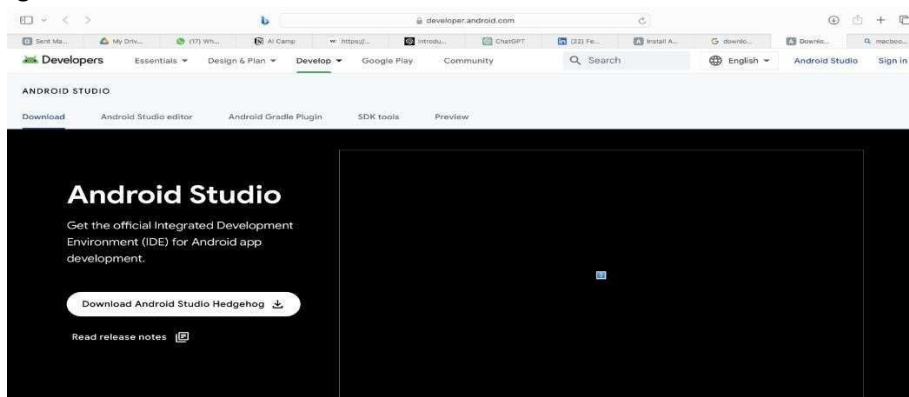 developer.android.com
Sent Ma... My Driv... (17) Wh... AI Camp https://... Introdu... ChatGPT (22) Fe... Install A... downlo... Downlo... macboo...
Developers Essentials Design & Plan Develop Google Play Community Search English Android Studio Sign in
ANDROID STUDIO
Download Android Studio editor Android Gradle Plugin SDK tools Preview
Android Studio
Get the official Integrated Development
Environment (IDE) for Android app
development.
Download Android Studio Hedgehog
Read release notes